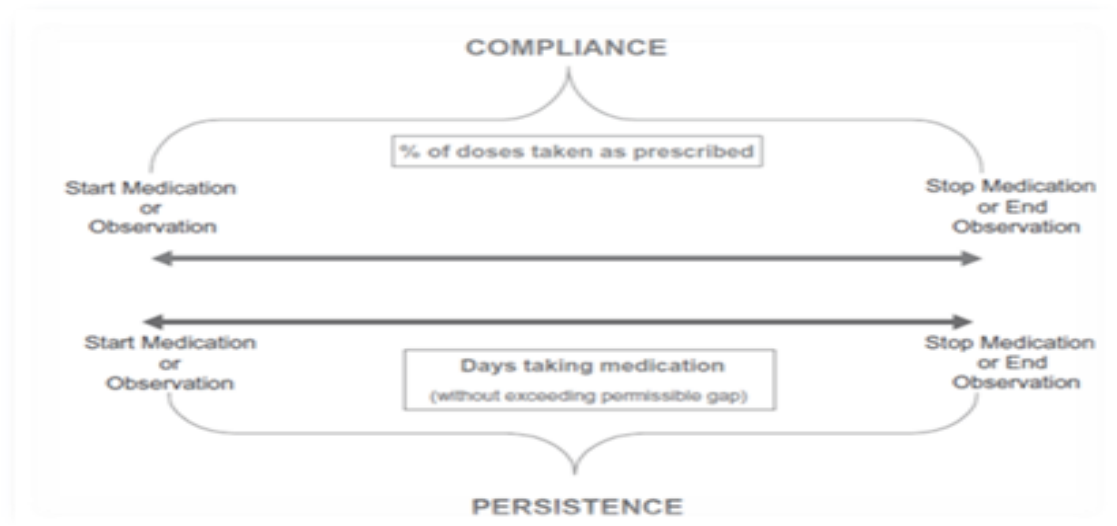 COMPLIANCE
% of doses taken as prescribed
Start Medication
or
Observation
Stop Medication
or End
Observation
Start Medication
or
Observation
Days taking medication
(without exceeding permissible gap)
Stop Medication
or End
Observation
PERSISTENCE